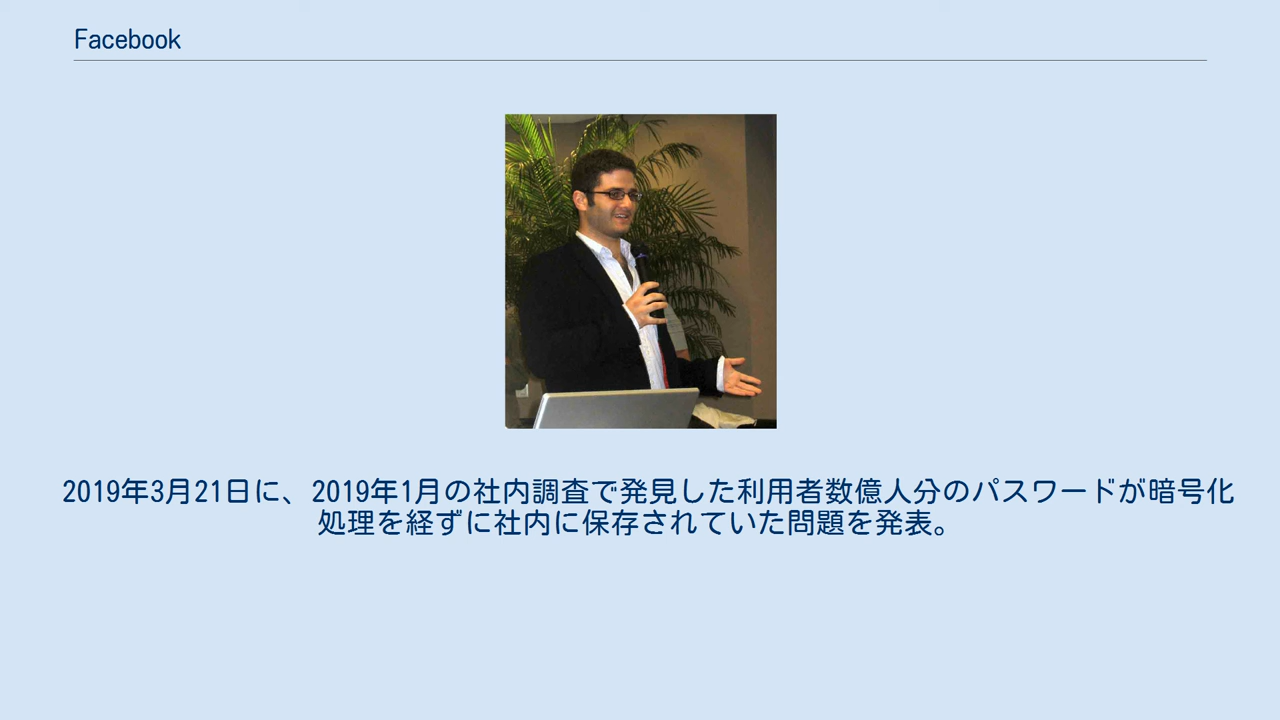 Facebook
2019年3月21日に、2019年1月の社内調査で発見した利用者数億人分のパスワードが暗号化
処理を経ずに社内に保存されていた問題を発表。